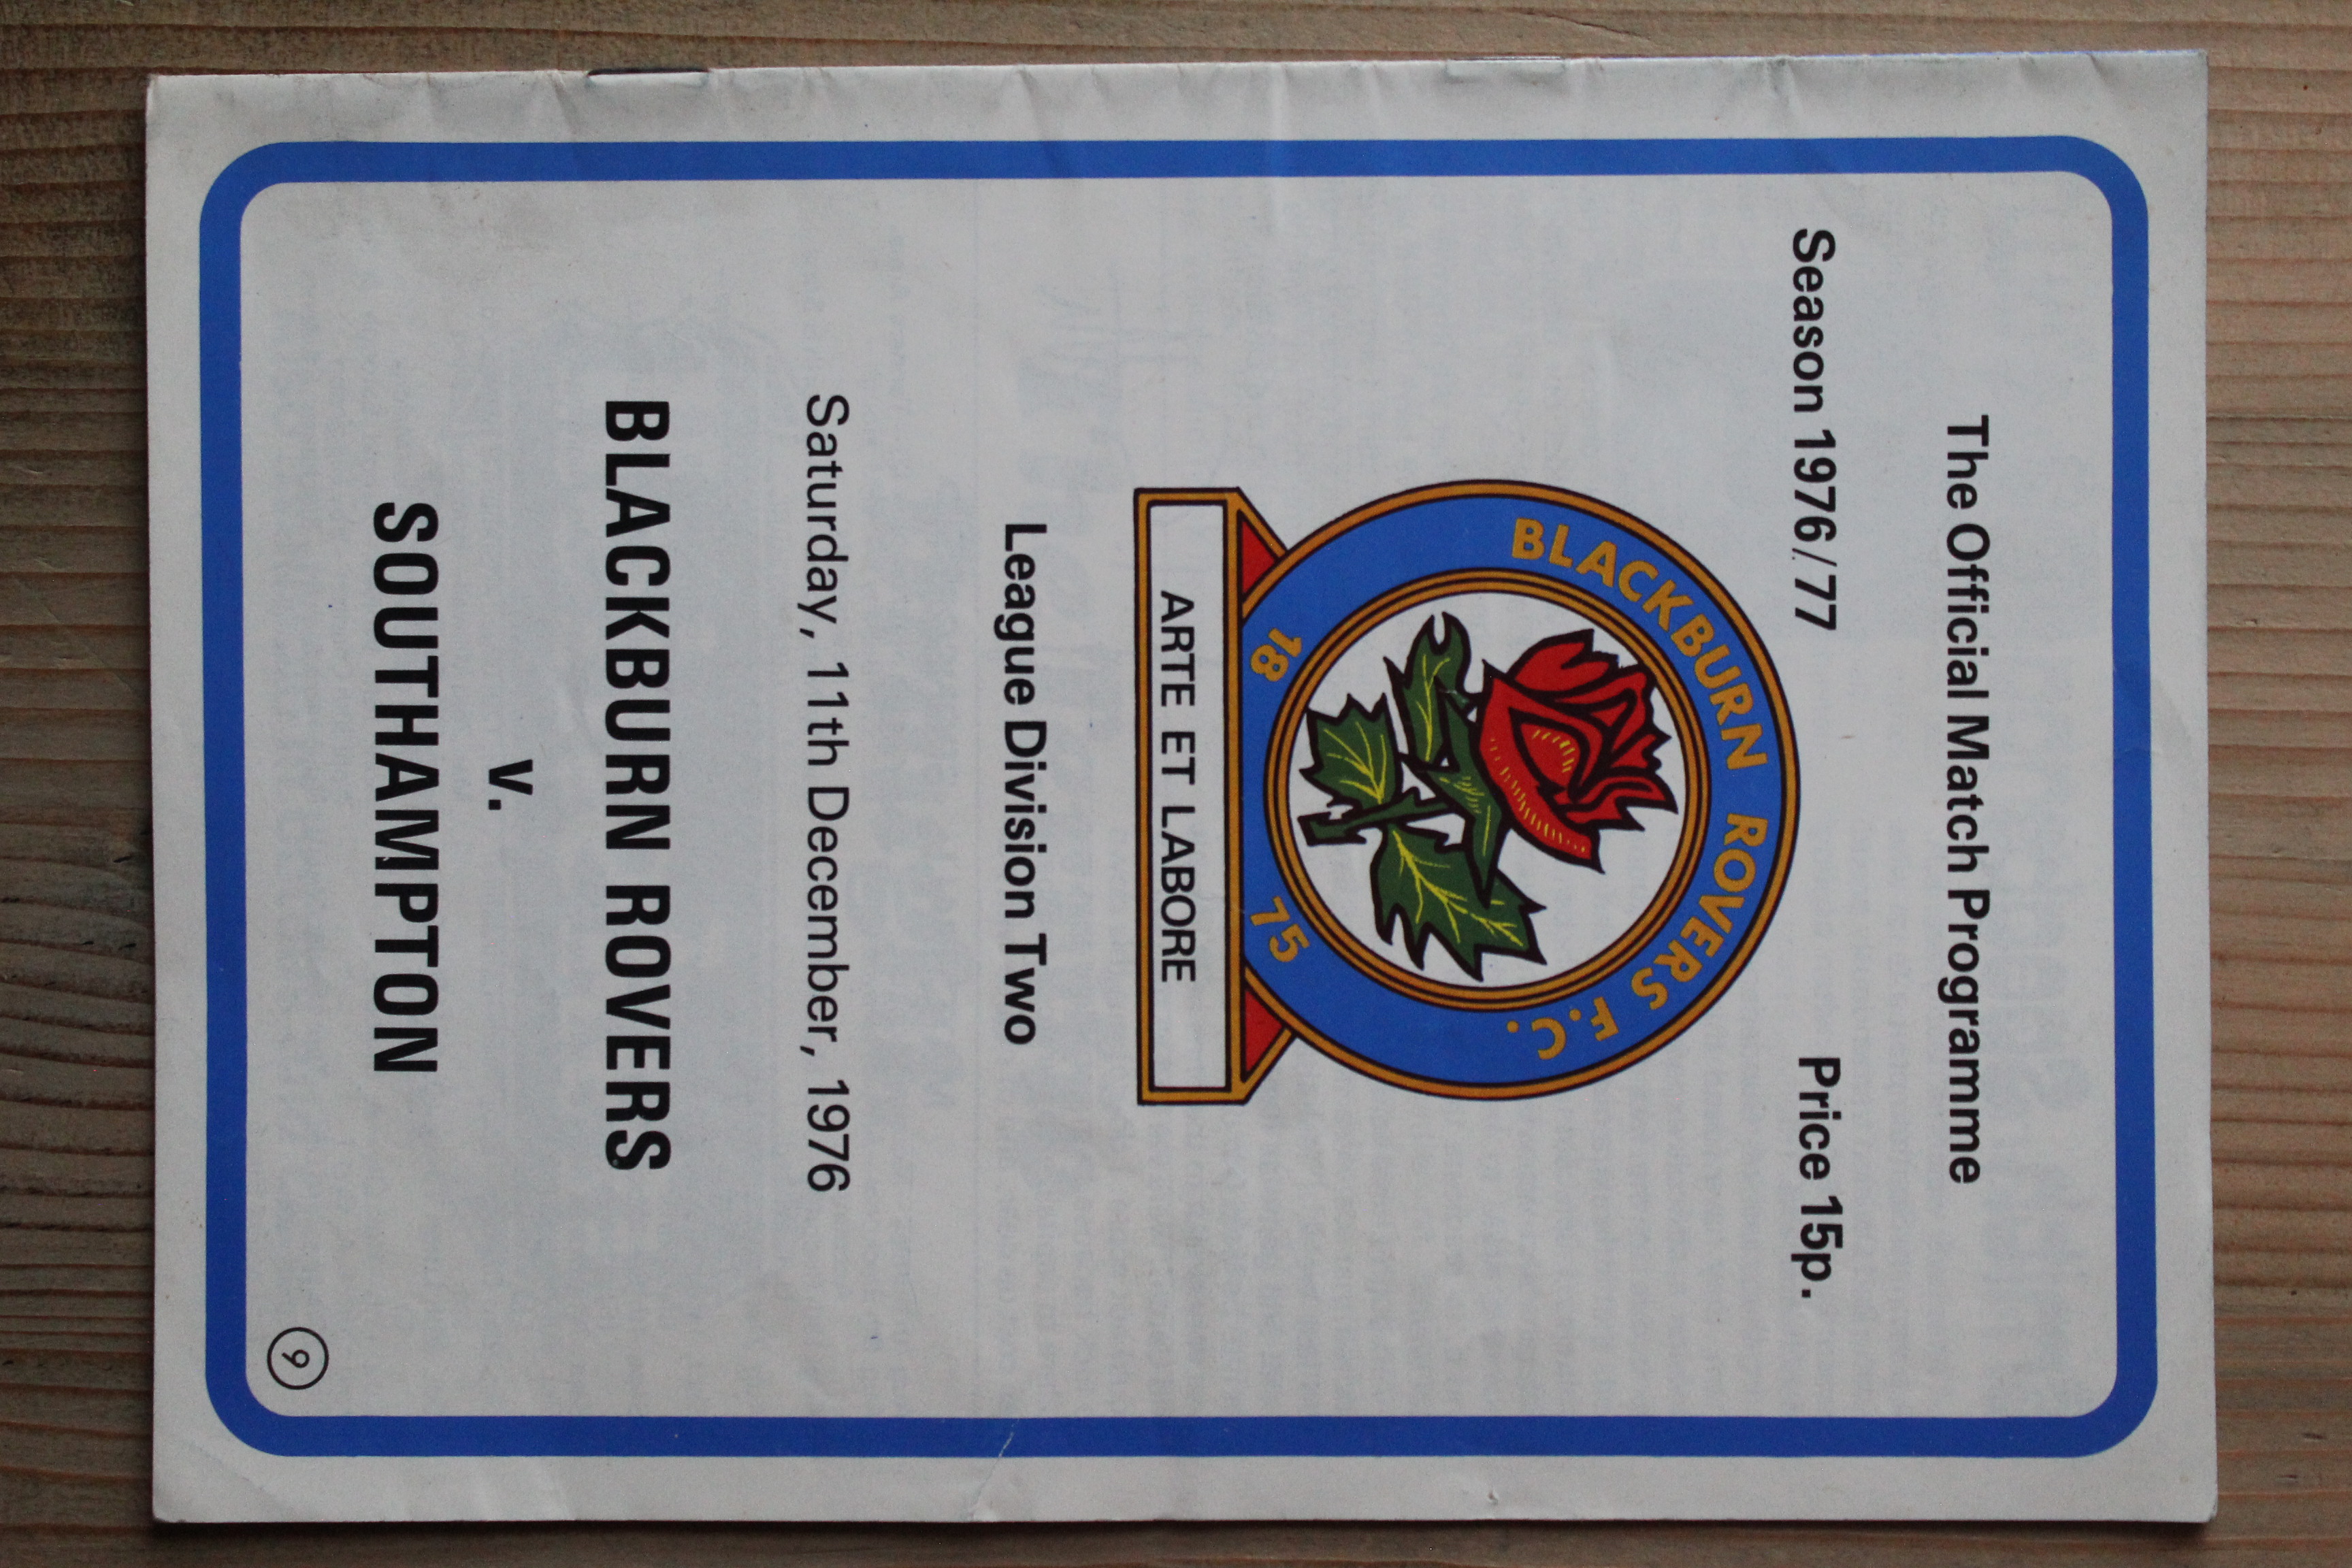 The Official Match Programme
Season 1976/77 Price 15p.
BLACKBURN ROVERS F.C.
18 75
ARTE ET LABORE
League Division Two
Saturday, 11th December, 1976
BLACKBURN ROVERS
v.
SOUTHAMPTON
9